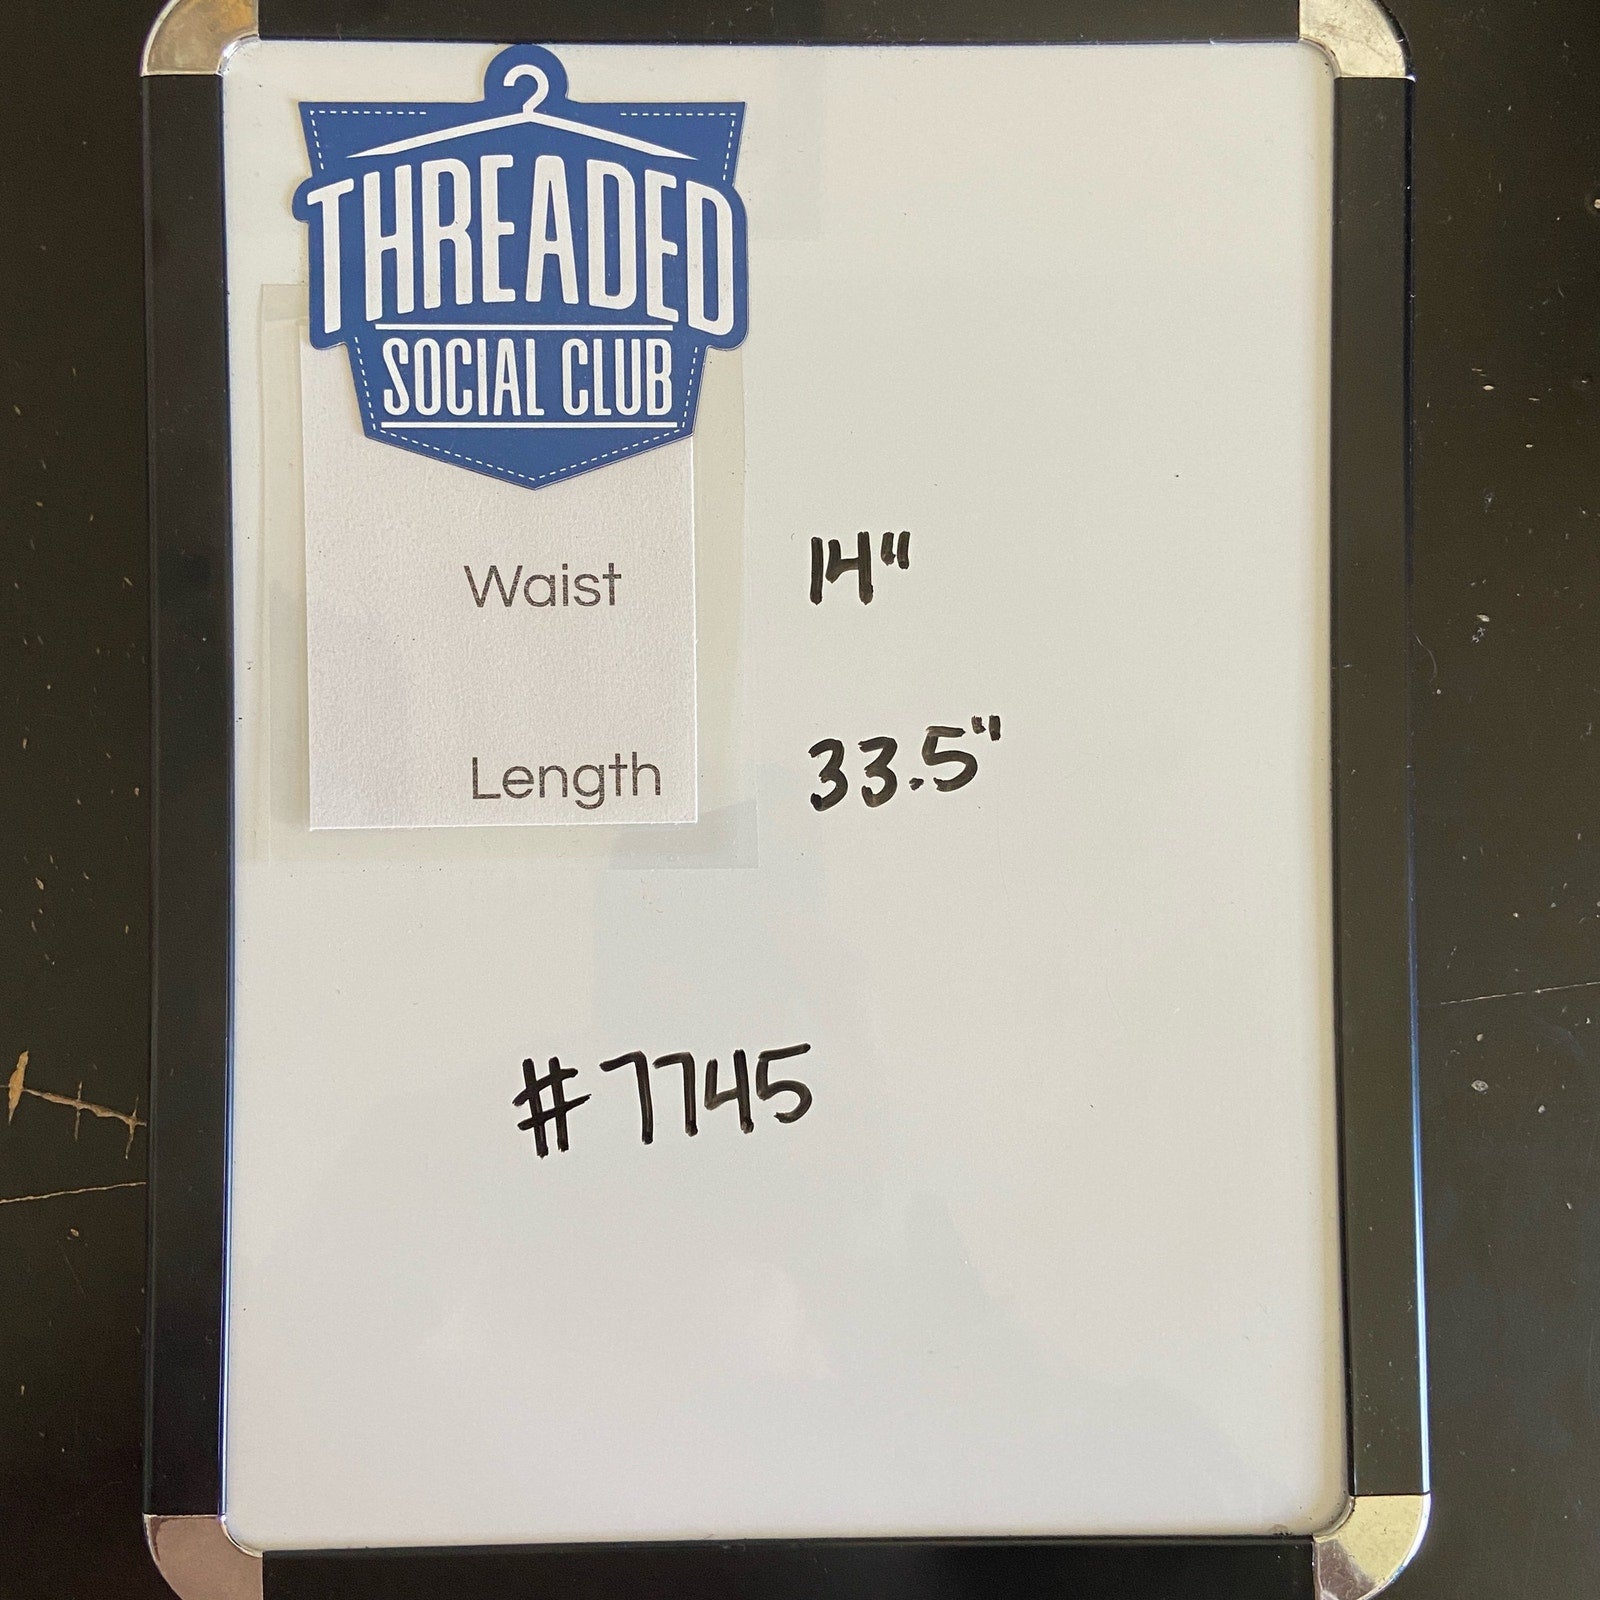 THREADED
SOCIAL CLUB
Waist 14"
Length 33.5"
#7745